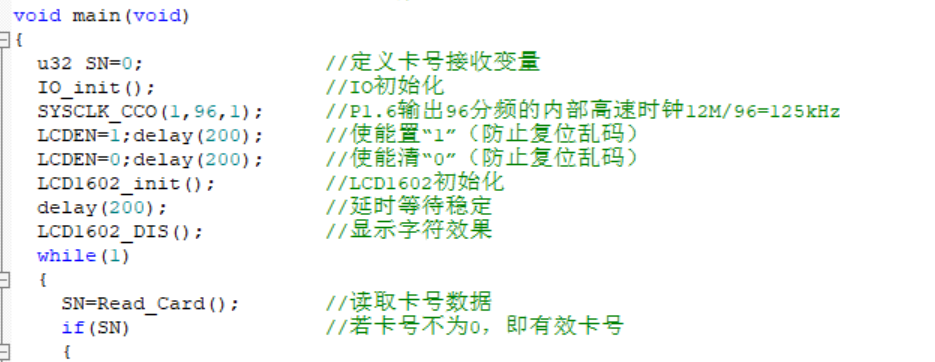 void main(void)
{
u32 SN=0; //定义卡号接收变量
IO_init(); //IO初始化
SYSCLK_CCO(1,96,1); //P1.6输出96分频的内部高速时钟12M/96=125kHz
LCDEN=1;delay(200); //使能置“1”（防止复位乱码）
LCDEN=0;delay(200); //使能清“0”（防止复位乱码）
LCD1602_init(); //LCD1602初始化
delay(200); //延时等待稳定
LCD1602_DIS(); //显示字符效果
while(1)
{
SN=Read_Card(); //读取卡号数据
if(SN) //若卡号不为0，即有效卡号
{